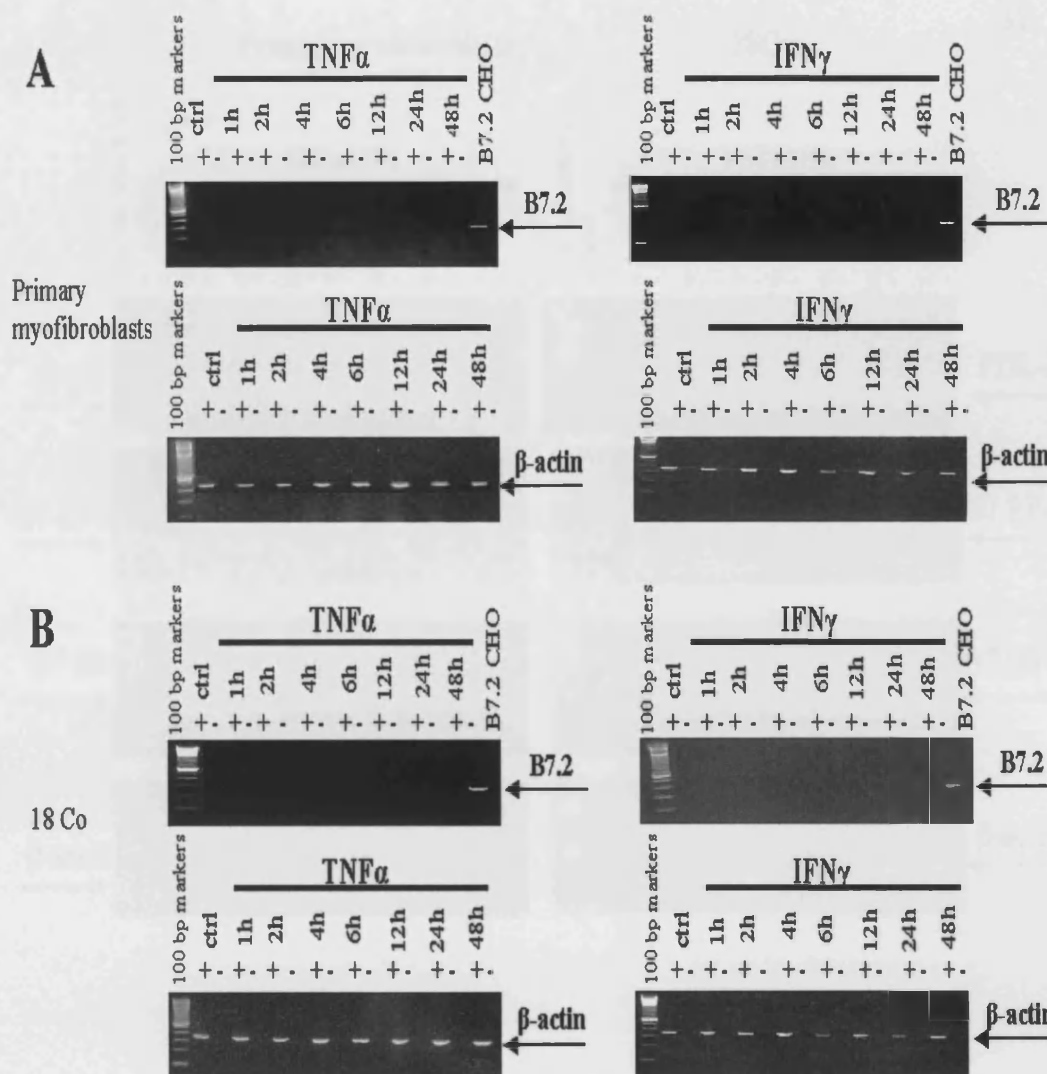 A
TNFα
100 bp markers
ctrl
1h
2h
4h
6h
12h
24h
48h
B7.2 CHO
+ - + - + - + - + - + - + - + -
B7.2
IFNγ
100 bp markers
ctrl
1h
2h
4h
6h
12h
24h
48h
B7.2 CHO
+ - + - + - + - + - + - + - + -
B7.2
Primary
myofibroblasts
TNFα
100 bp markers
ctrl
1h
2h
4h
6h
12h
24h
48h
+ - + - + - + - + - + - + - + -
β-actin
IFNγ
100 bp markers
ctrl
1h
2h
4h
6h
12h
24h
48h
+ - + - + - + - + - + - + - + -
β-actin
B
TNFα
100 bp markers
ctrl
1h
2h
4h
6h
12h
24h
48h
B7.2 CHO
+ - + - + - + - + - + - + - + -
B7.2
IFNγ
100 bp markers
ctrl
1h
2h
4h
6h
12h
24h
48h
B7.2 CHO
+ - + - + - + - + - + - + - + -
B7.2
18 Co
TNFα
100 bp markers
ctrl
1h
2h
4h
6h
12h
24h
48h
+ - + - + - + - + - + - + - + -
β-actin
IFNγ
100 bp markers
ctrl
1h
2h
4h
6h
12h
24h
48h
+ - + - + - + - + - + - + - + -
β-actin